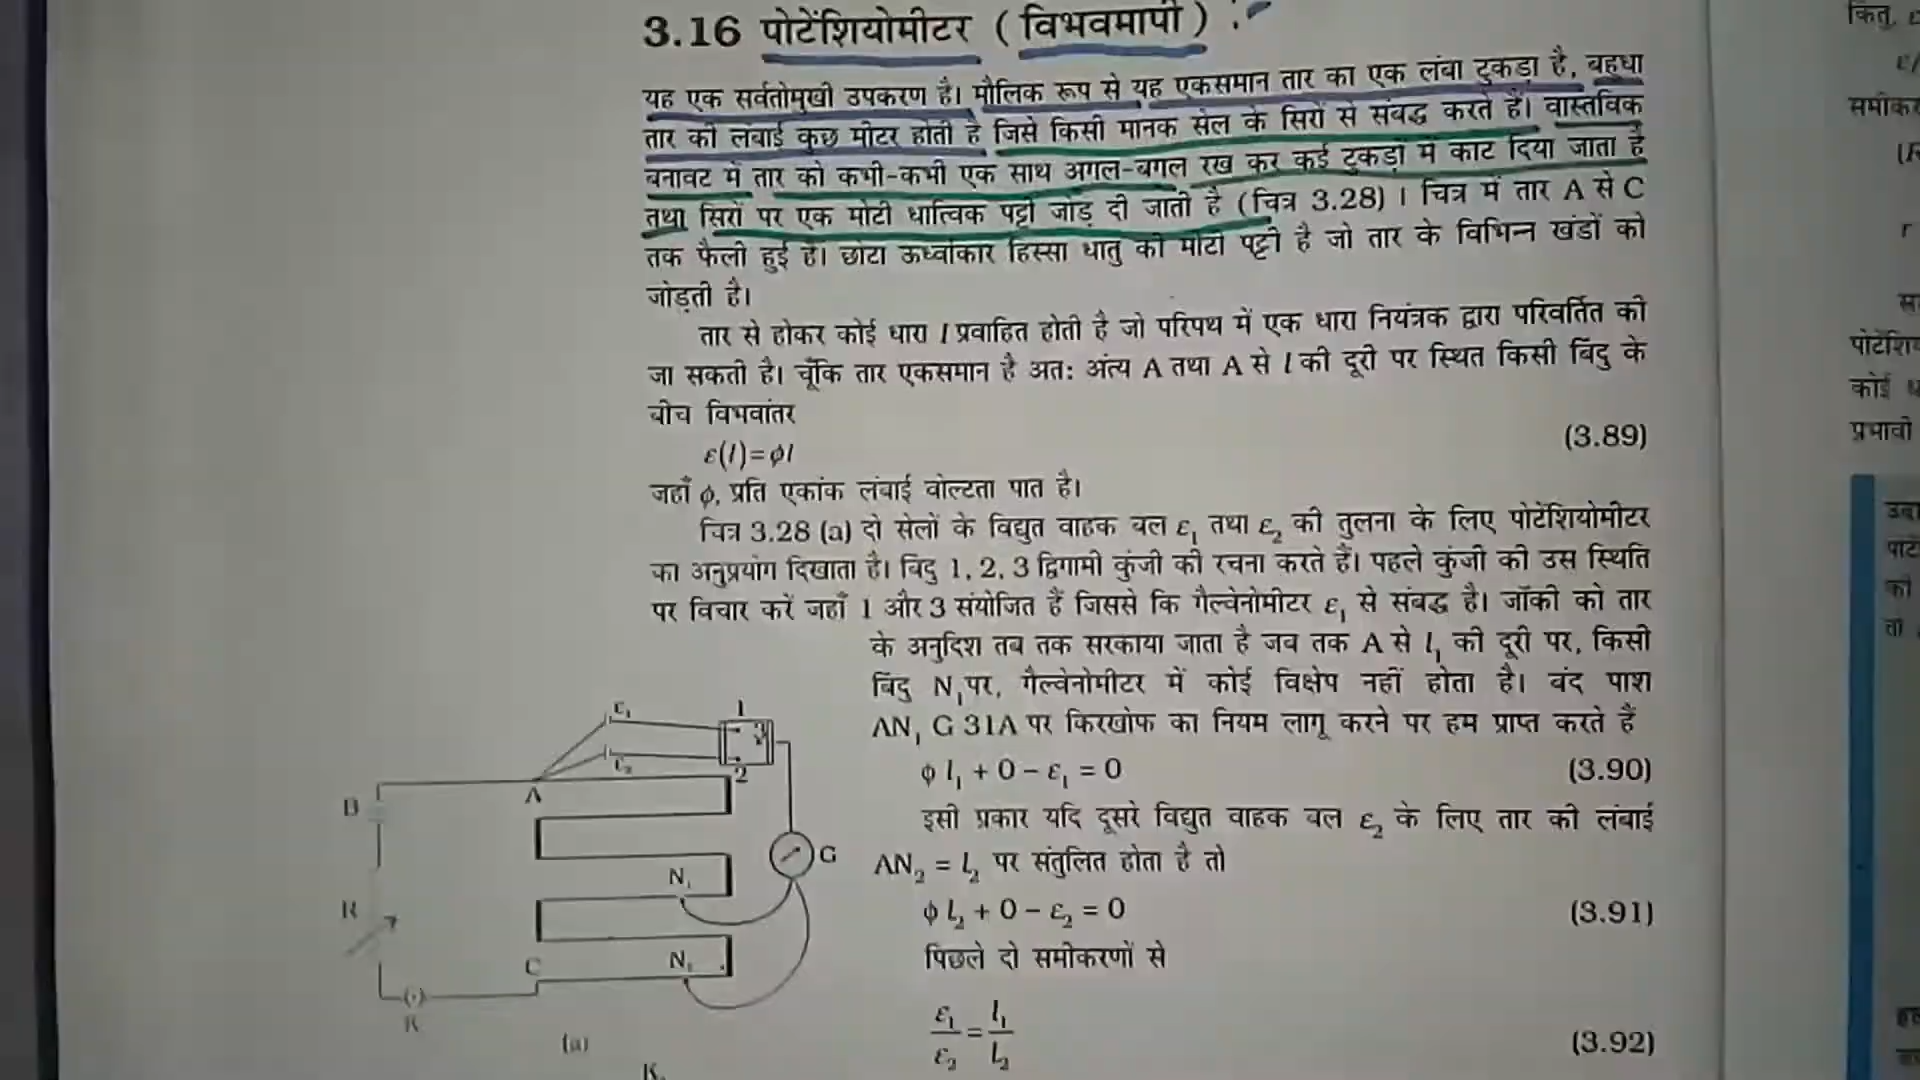 3.16 पोटेंशियोमीटर (विभवमापी) :-
यह एक सर्वतोमुखी उपकरण है। मौलिक रूप से यह एकसमान तार का एक लंबा टुकड़ा है, बहुधा
तार की लंबाई कुछ मीटर होती है जिसे किसी मानक सेल के सिरों से संबद्ध करते हैं। वास्तविक
बनावट में तार को कभी-कभी एक साथ अगल-बगल रख कर कई टुकड़ों में काट दिया जाता है
तथा सिरों पर एक मोटी धात्विक पट्टी जोड़ दी जाती है (चित्र 3.28) । चित्र में तार A से C
तक फैली हुई है। छोटा ऊर्ध्वाकार हिस्सा धातु की मोटी पट्टी है जो तार के विभिन्न खंडों को
जोड़ती है।
तार से होकर कोई धारा I प्रवाहित होती है जो परिपथ में एक धारा नियंत्रक द्वारा परिवर्तित की
जा सकती है। चूँकि तार एकसमान है अत: अंत्य A तथा A से l की दूरी पर स्थित किसी बिंदु के
बीच विभवांतर
ε(l)=ϕl (3.89)
जहाँ ϕ, प्रति एकांक लंबाई वोल्टता पात है।
चित्र 3.28 (a) दो सेलों के विद्युत वाहक बल ε₁ तथा ε₂ की तुलना के लिए पोटेंशियोमीटर
का अनुप्रयोग दिखाता है। बिंदु 1, 2, 3 द्विगामी कुंजी की रचना करते हैं। पहले कुंजी की उस स्थिति
पर विचार करें जहाँ 1 और 3 संयोजित हैं जिससे कि गैल्वेनोमीटर ε₁ से संबद्ध है। जॉकी को तार
के अनुदिश तब तक सरकाया जाता है जब तक A से l₁ की दूरी पर, किसी
बिंदु N₁ पर, गैल्वेनोमीटर में कोई विक्षेप नहीं होता है। बंद पाश
AN₁ G 31A पर किरखोफ का नियम लागू करने पर हम प्राप्त करते हैं
ϕ l₁ + 0 – ε₁ = 0 (3.90)
इसी प्रकार यदि दूसरे विद्युत वाहक बल ε₂ के लिए तार की लंबाई
AN₂ = l₂ पर संतुलित होता है तो
ϕ l₂ + 0 – ε₂ = 0 (3.91)
पिछले दो समीकरणों से
ε₁/ε₂ = l₁/l₂ (3.92)
ε₁
1
3
ε₂
2
A
B
G
N₁
R
C
N₂
K
(a)
K
किंतु,
समीकर
r
पोटेंशिय
कोई
प्रभावी
उदा
को